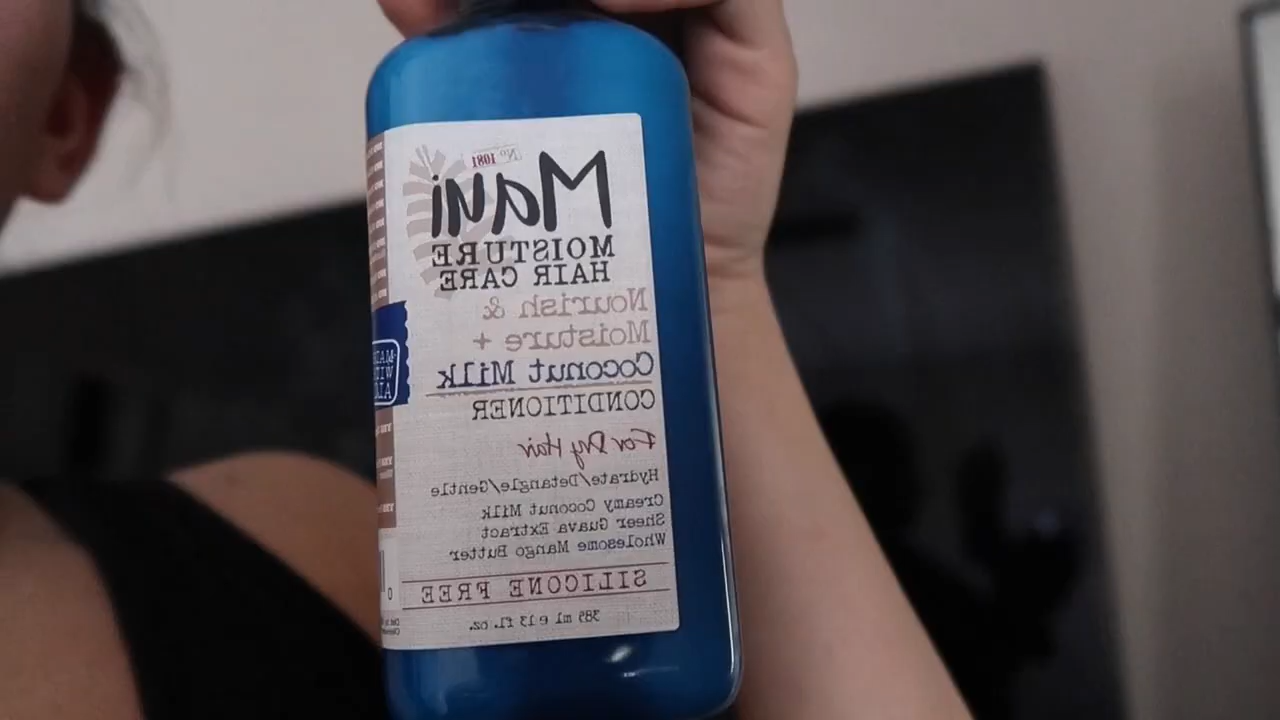 Nº 1081
Maui
MOISTURE
HAIR CARE
Nourish &
Moisture +
Coconut Milk
CONDITIONER
For Dry Hair
Hydrate/Detangle/Gentle
Creamy Coconut Milk
Sheer Guava Extract
Wholesome Mango Butter
SILICONE FREE
385 ml e 13 fl. oz.